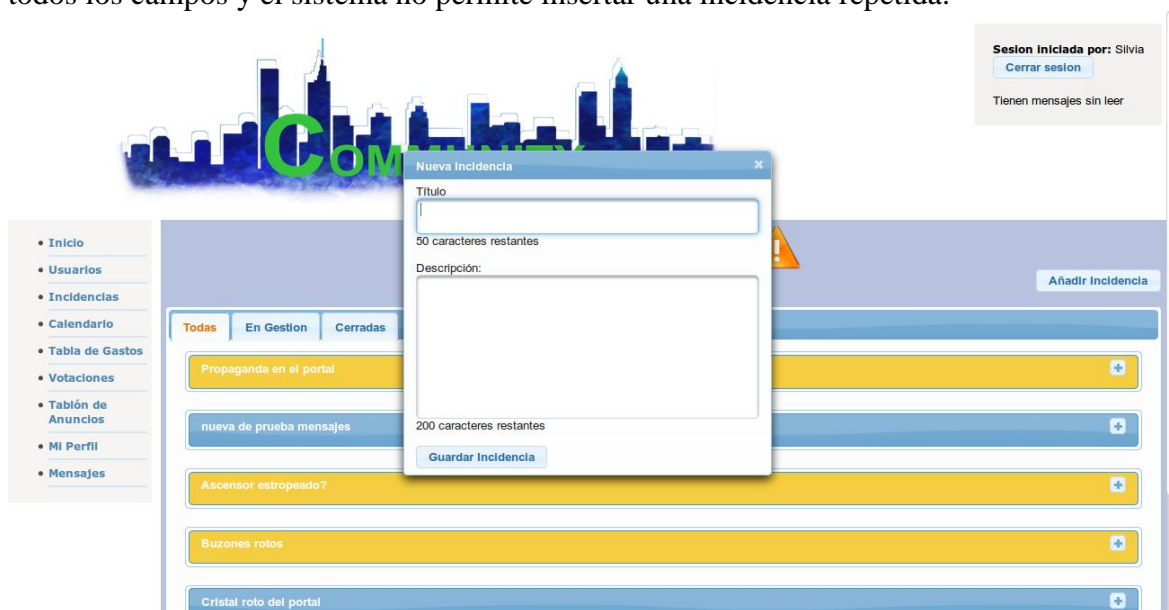 todos los campos y el sistema no permite insertar una incidencia repetida.
Sesion iniciada por: Silvia
Cerrar sesion
Tienen mensajes sin leer
COMMUNITY
Nueva Incidencia
Título
50 caracteres restantes
Descripción:
200 caracteres restantes
Guardar Incidencia
Inicio
Usuarios
Incidencias
Calendario
Tabla de Gastos
Votaciones
Tablón de
Anuncios
Mi Perfil
Mensajes
Añadir Incidencia
Todas
En Gestion
Cerradas
Propaganda en el portal
nueva de prueba mensajes
Ascensor estropeado?
Buzones rotos
Cristal roto del portal